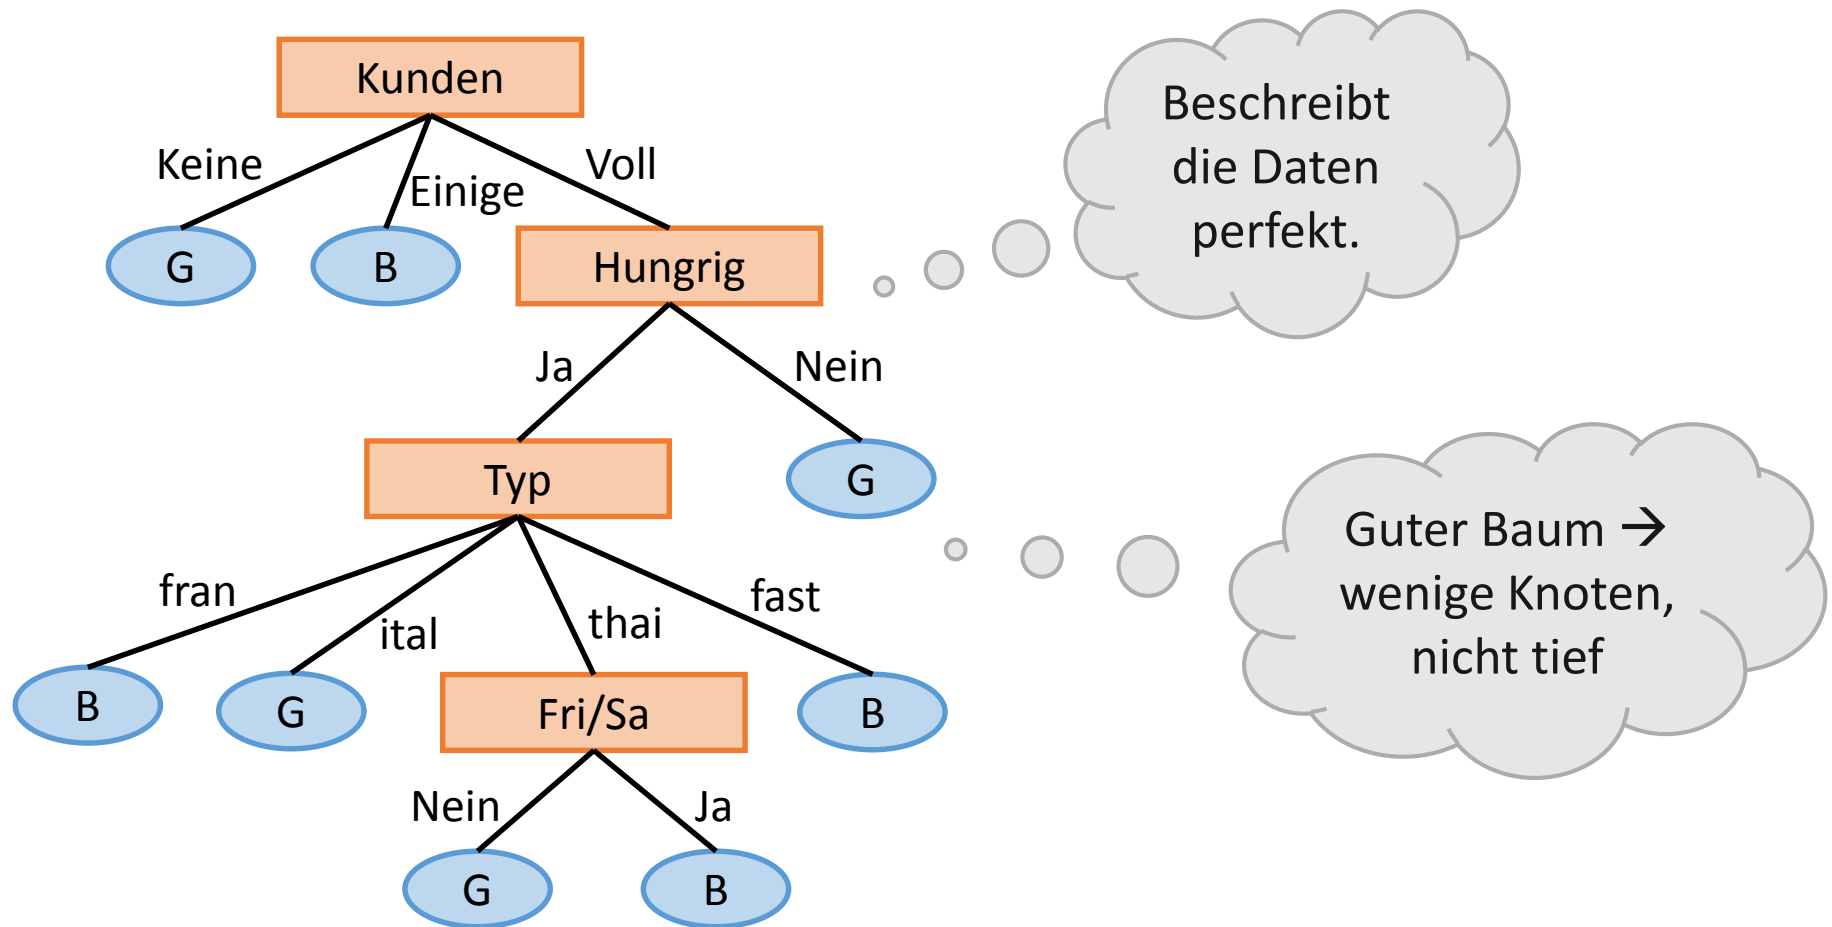 Kunden
Keine
Einige
Voll
G
B
Hungrig
Ja
Nein
Typ
G
fran
ital
thai
fast
B
G
Fri/Sa
B
Nein
Ja
G
B
Beschreibt
die Daten
perfekt.
Guter Baum →
wenige Knoten,
nicht tief